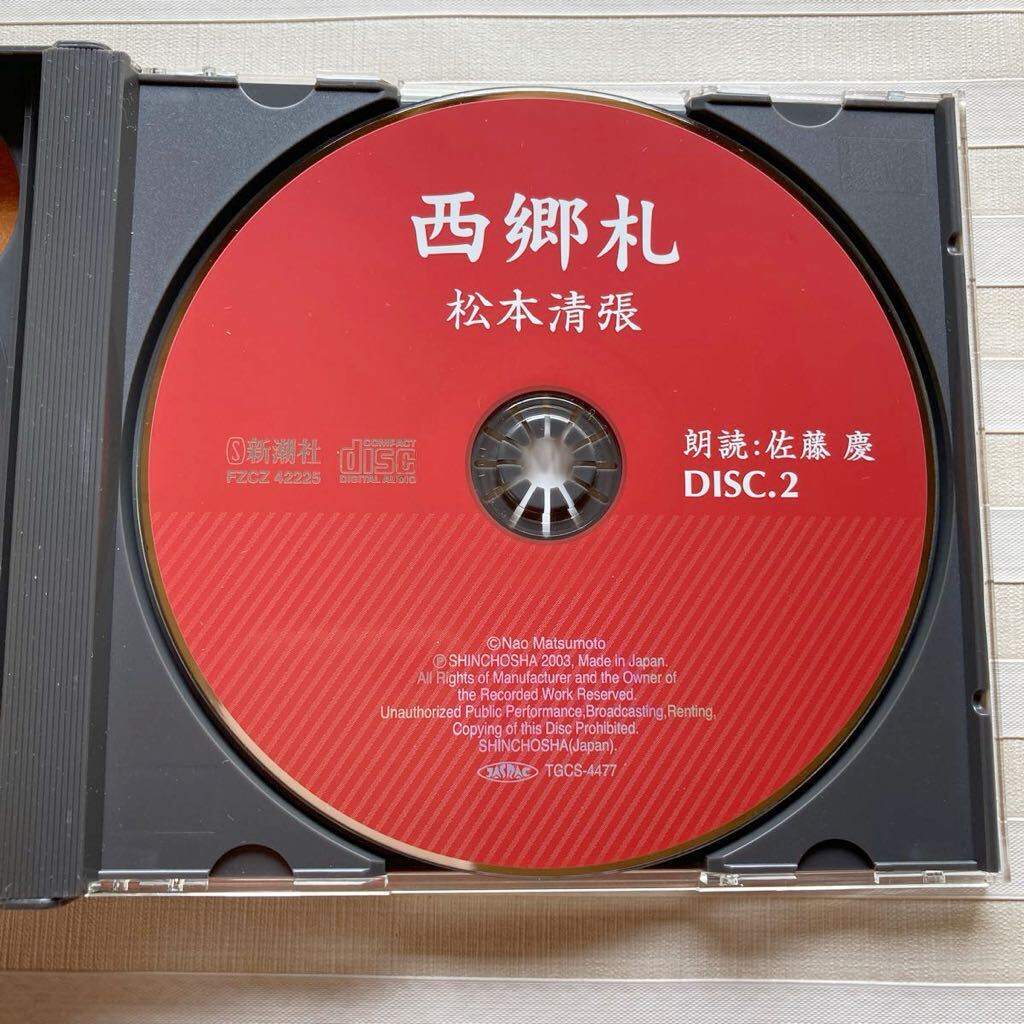 西郷札
松本清張
新潮社
FZCZ 42225
COMPACT
disc
DIGITAL AUDIO
朗読:佐藤 慶
DISC.2
©Nao Matsumoto
℗SHINCHOSHA 2003, Made in Japan.
All Rights of Manufacturer and the Owner of
the Recorded Work Reserved.
Unauthorized Public Performance,Broadcasting,Renting,
Copying of this Disc Prohibited.
SHINCHOSHA(Japan).
JASRAC TGCS-4477